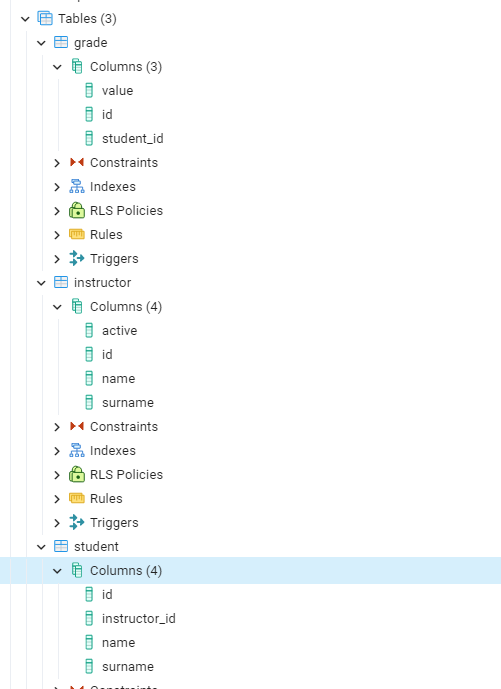 Tables (3)
grade
Columns (3)
value
id
student_id
Constraints
Indexes
RLS Policies
Rules
Triggers
instructor
Columns (4)
active
id
name
surname
Constraints
Indexes
RLS Policies
Rules
Triggers
student
Columns (4)
id
instructor_id
name
surname
Constraints